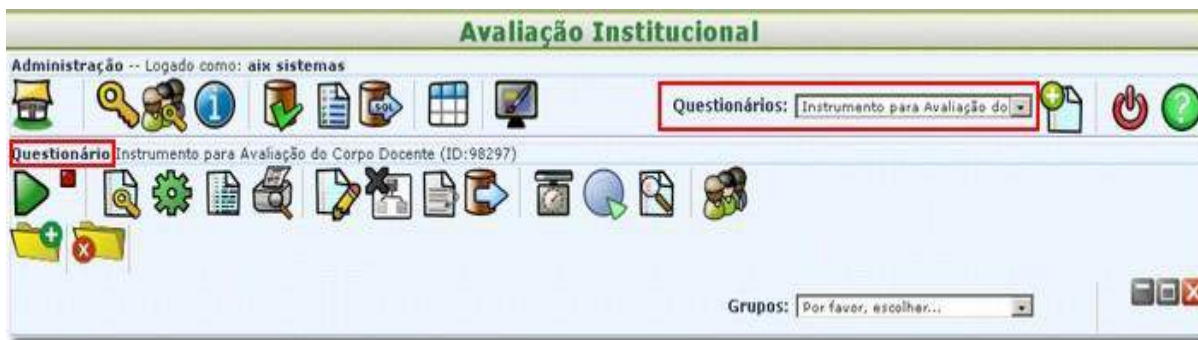 Avaliação Institucional
Administração -- Logado como: aix sistemas
SQL
Questionários: Instrumento para Avaliação do
Questionário Instrumento para Avaliação do Corpo Docente (ID:98297)
Grupos: Por favor, escolher...